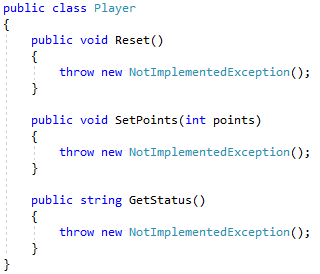 public class Player
{
    public void Reset()
    {
        throw new NotImplementedException();
    }

    public void SetPoints(int points)
    {
        throw new NotImplementedException();
    }

    public string GetStatus()
    {
        throw new NotImplementedException();
    }
}